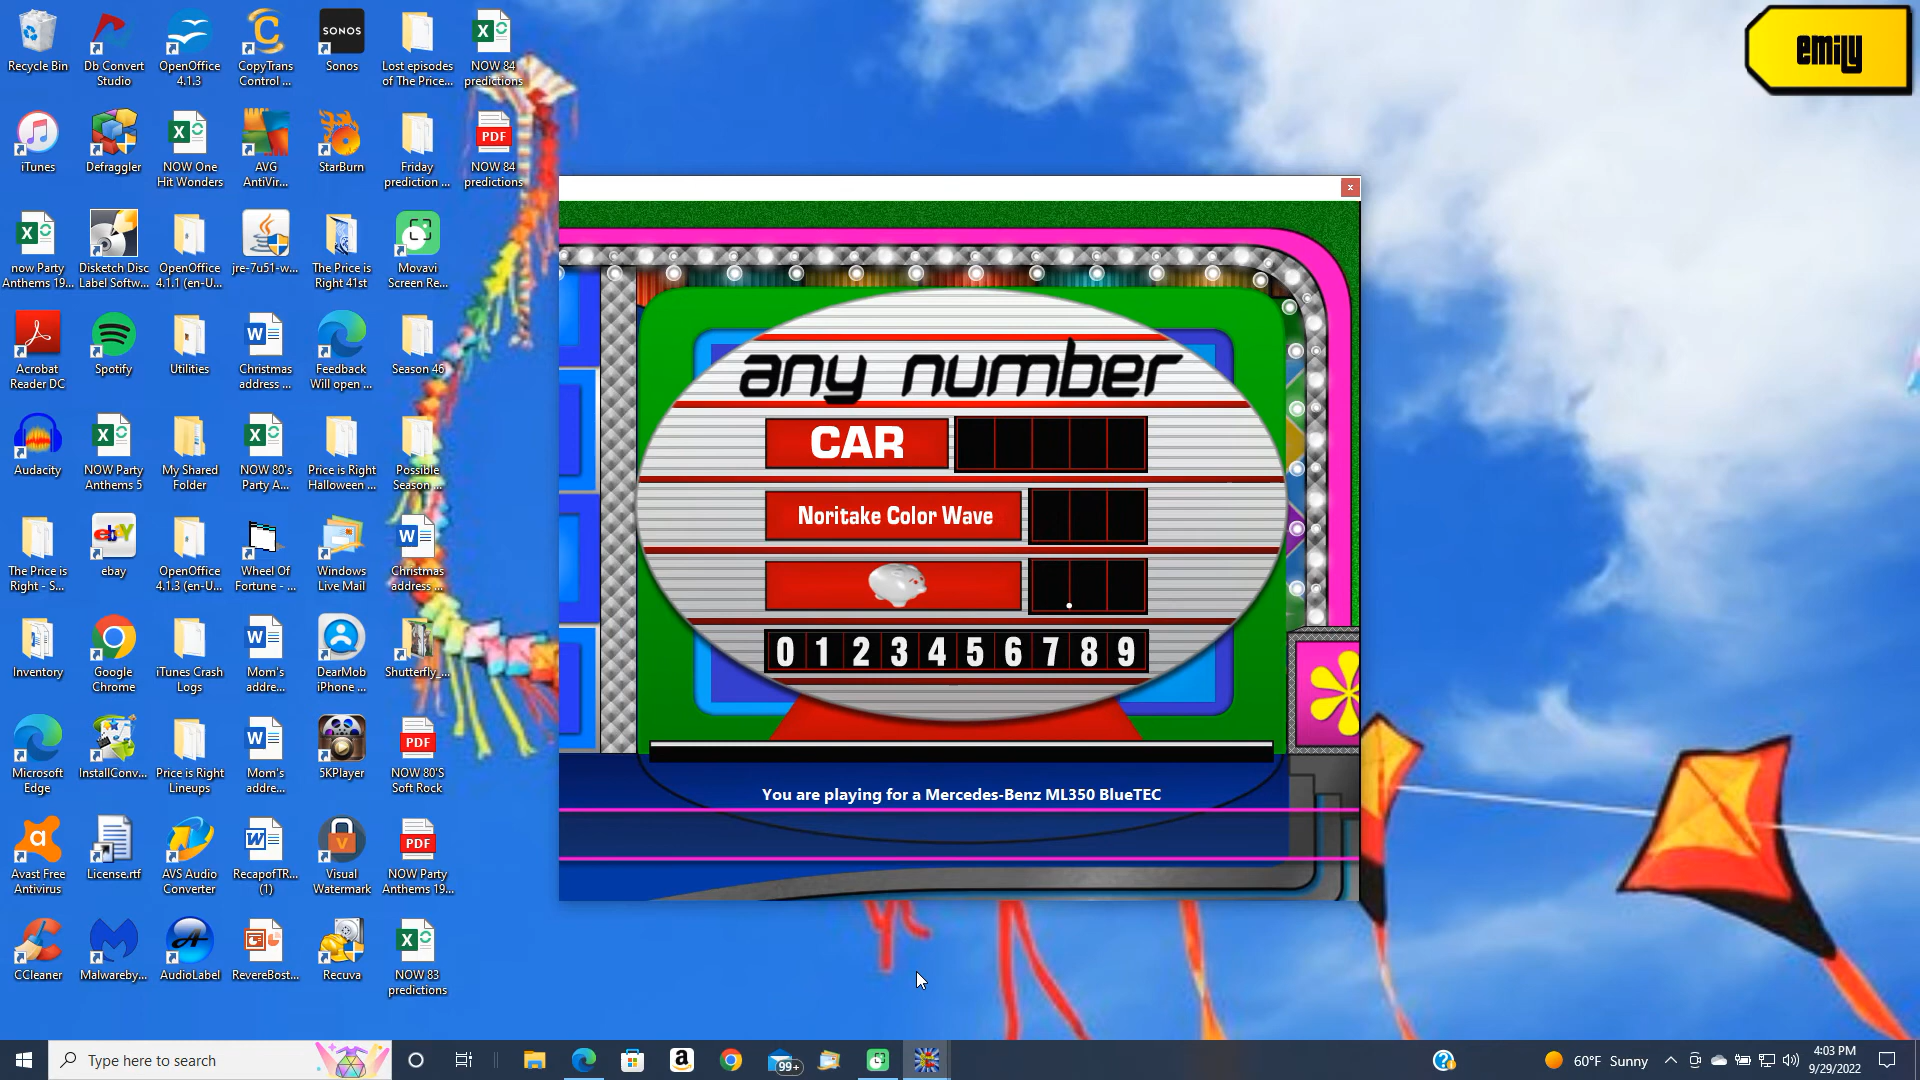 Recycle Bin
Db Convert
Studio
OpenOffice
4.1.3
CopyTrans
Control ...
SONOS
Sonos
Lost episodes
of The Price...
NOW 84
predictions
EMILY
iTunes
Defraggler
NOW One
Hit Wonders
AVG
AntiVir...
StarBurn
Friday
prediction ...
PDF
NOW 84
predictions
now Party
Anthems 19...
Disketch Disc
Label Softw...
OpenOffice
4.1.1 (en-U...
jre-7u51-w...
The Price is
Right 41st
Movavi
Screen Re...
Acrobat
Reader DC
Spotify
Utilities
Christmas
address ...
Feedback
Will open ...
Season 46
Audacity
NOW Party
Anthems 5
My Shared
Folder
NOW 80's
Party A...
Price is Right
Halloween ...
Possible
Season ...
The Price is
Right - S...
ebay
ebay
OpenOffice
4.1.3 (en-U...
Wheel Of
Fortune - ...
Windows
Live Mail
Christmas
address ...
Inventory
Google
Chrome
iTunes Crash
Logs
Mom's
addre...
DearMob
iPhone ...
Shutterfly_...
Microsoft
Edge
InstallConv...
Price is Right
Lineups
Mom's
addre...
5KPlayer
PDF
NOW 80'S
Soft Rock
Avast Free
Antivirus
License.rtf
AVS Audio
Converter
RecapofTR...
(1)
Visual
Watermark
PDF
NOW Party
Anthems 19...
CCleaner
Malwareby...
AudioLabel
RevereBost...
Recuva
NOW 83
predictions
x
any number
CAR
Noritake Color Wave
.
0 1 2 3 4 5 6 7 8 9
You are playing for a Mercedes-Benz ML350 BlueTEC
Type here to search
99+
60°F Sunny
4:03 PM
9/29/2022